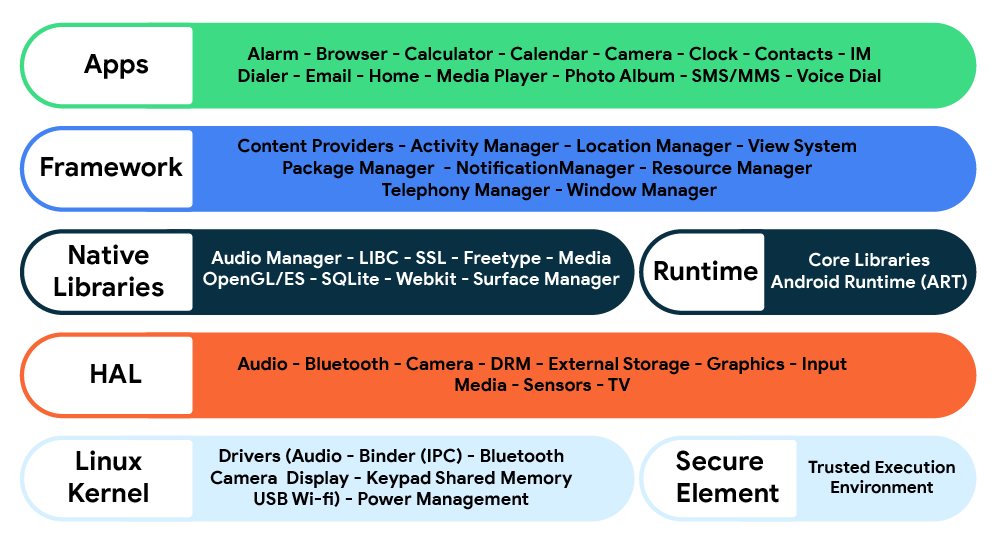 Apps
Alarm - Browser - Calculator - Calendar - Camera - Clock - Contacts - IM
Dialer - Email - Home - Media Player - Photo Album - SMS/MMS - Voice Dial
Framework
Content Providers - Activity Manager - Location Manager - View System
Package Manager - NotificationManager - Resource Manager
Telephony Manager - Window Manager
Native
Libraries
Audio Manager - LIBC - SSL - Freetype - Media
OpenGL/ES - SQLite - Webkit - Surface Manager
Runtime
Core Libraries
Android Runtime (ART)
HAL
Audio - Bluetooth - Camera - DRM - External Storage - Graphics - Input
Media - Sensors - TV
Linux
Kernel
Drivers (Audio - Binder (IPC) - Bluetooth
Camera Display - Keypad Shared Memory
USB Wi-fi) - Power Management
Secure
Element
Trusted Execution
Environment